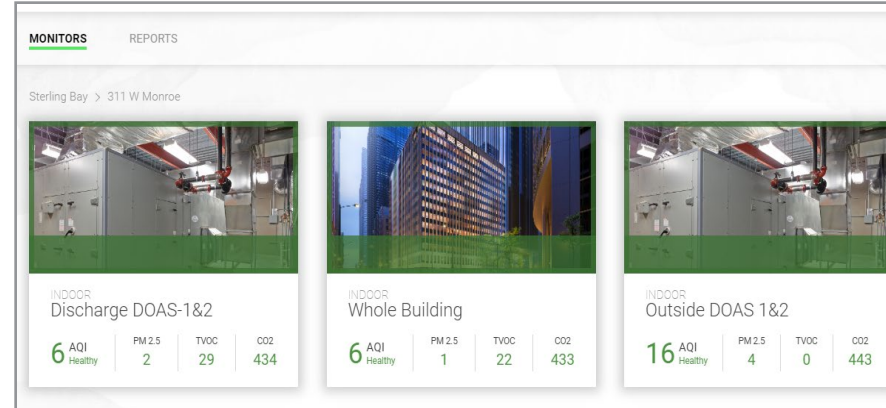 MONITORS REPORTS
Sterling Bay > 311 W Monroe
INDOOR
Discharge DOAS-1&2
6 AQI Healthy
PM 2.5 2
TVOC 29
CO2 434
INDOOR
Whole Building
6 AQI Healthy
PM 2.5 1
TVOC 22
CO2 433
INDOOR
Outside DOAS 1&2
16 AQI Healthy
PM 2.5 4
TVOC 0
CO2 443